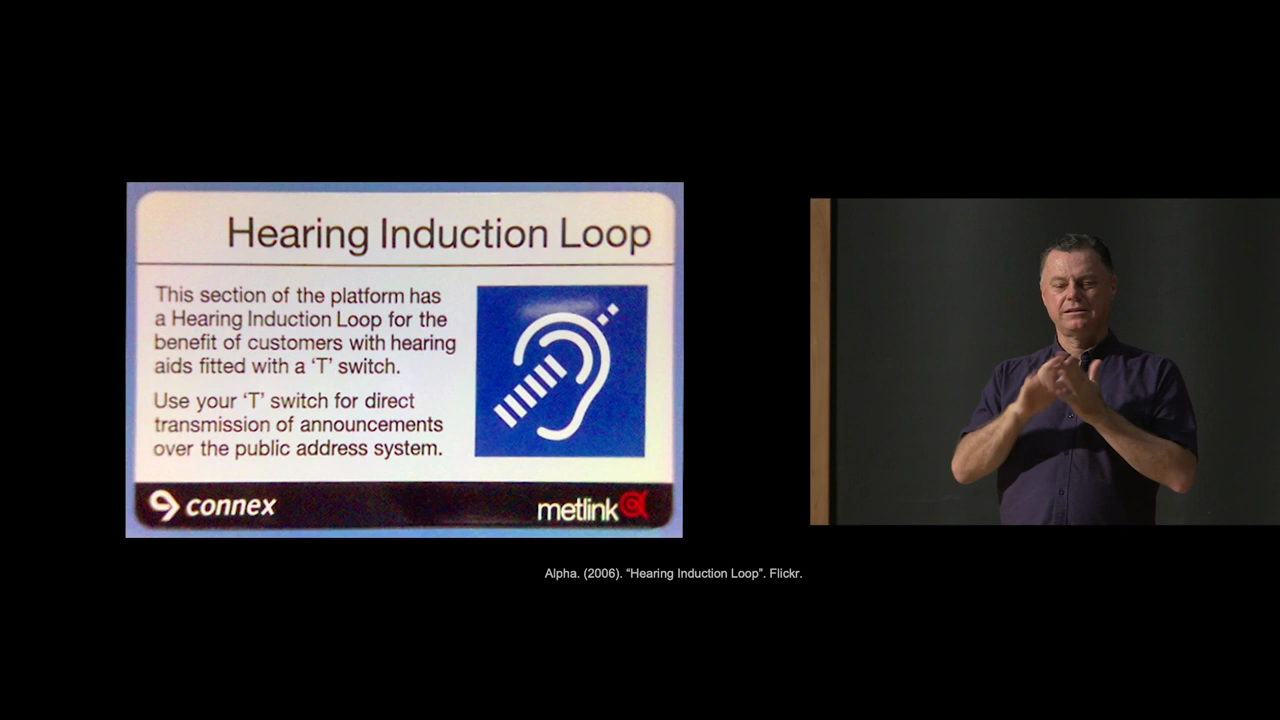 Hearing Induction Loop
This section of the platform has
a Hearing Induction Loop for the
benefit of customers with hearing
aids fitted with a ‘T’ switch.
Use your ‘T’ switch for direct
transmission of announcements
over the public address system.
connex
metlink
Alpha. (2006). “Hearing Induction Loop”. Flickr.